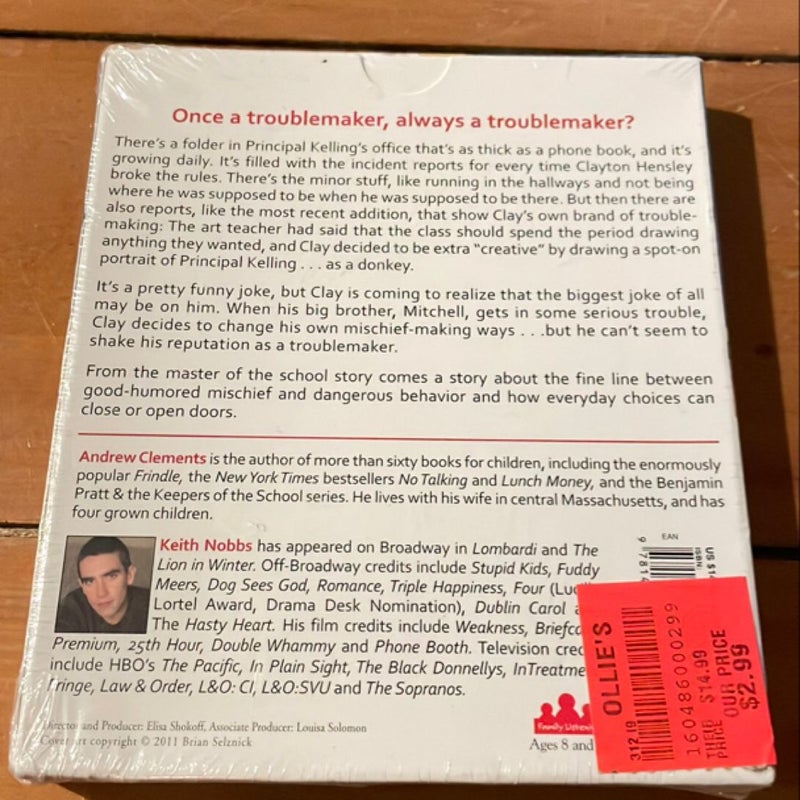 Once a troublemaker, always a troublemaker?
There's a folder in Principal Kelling's office that's as thick as a phone book, and it's
growing daily. It's filled with the incident reports for every time Clayton Hensley
broke the rules. There's the minor stuff, like running in the hallways and not being
where he was supposed to be when he was supposed to be there. But then there are
also reports, like the most recent addition, that show Clay's own brand of trouble-
making: The art teacher had said that the class should spend the period drawing
anything they wanted, and Clay decided to be extra "creative" by drawing a spot-on
portrait of Principal Kelling . . . as a donkey.
It's a pretty funny joke, but Clay is coming to realize that the biggest joke of all
may be on him. When his big brother, Mitchell, gets in some serious trouble,
Clay decides to change his own mischief-making ways . . .but he can't seem to
shake his reputation as a troublemaker.
From the master of the school story comes a story about the fine line between
good-humored mischief and dangerous behavior and how everyday choices can
close or open doors.
Andrew Clements is the author of more than sixty books for children, including the enormously
popular Frindle, the New York Times bestsellers No Talking and Lunch Money, and the Benjamin
Pratt & the Keepers of the School series. He lives with his wife in central Massachusetts, and has
four grown children.
Keith Nobbs has appeared on Broadway in Lombardi and The
Lion in Winter. Off-Broadway credits include Stupid Kids, Fuddy
Meers, Dog Sees God, Romance, Triple Happiness, Four
Lortel Award, Drama Desk Nomination), Dublin Carol
The Hasty Heart. His film credits include Weakness,
Premium, 25th Hour, Double Whammy and Phone Booth. Television
include HBO's The Pacific, In Plain Sight, The Black Donnellys,
Fringe, Law & Order, L&O: CI, L&O:SVU and The Sopranos.
Director and Producer: Elisa Shokoff, Associate Producer: Louisa Solomon
Cover art copyright © 2011 Brian Selznick
Family
Ages 8 and
EAN
ISBN
OLLIE'S
312 19
160486000299
THEIR PRICE $14.99
OUR PRICE
$2.99